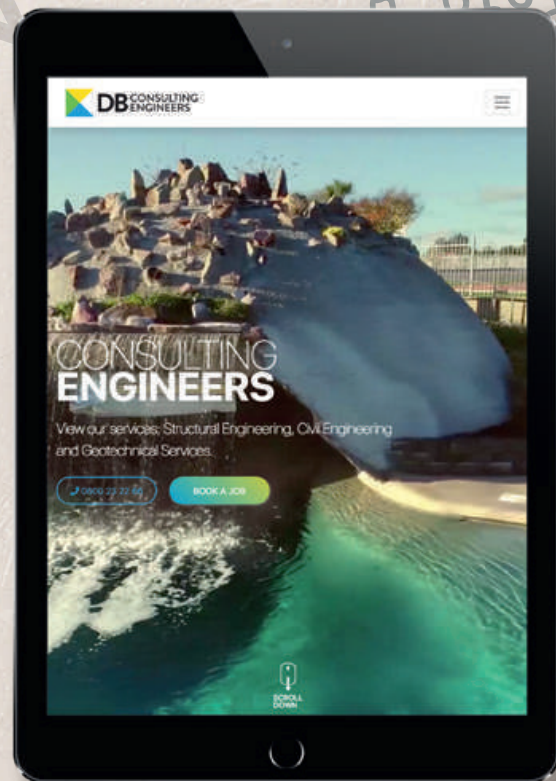 DB CONSULTING
ENGINEERS
CONSULTING
ENGINEERS
View our services: Structural Engineering, Civil Engineering
and Geotechnical Services.
BOOK A JOB
SCROLL
DOWN